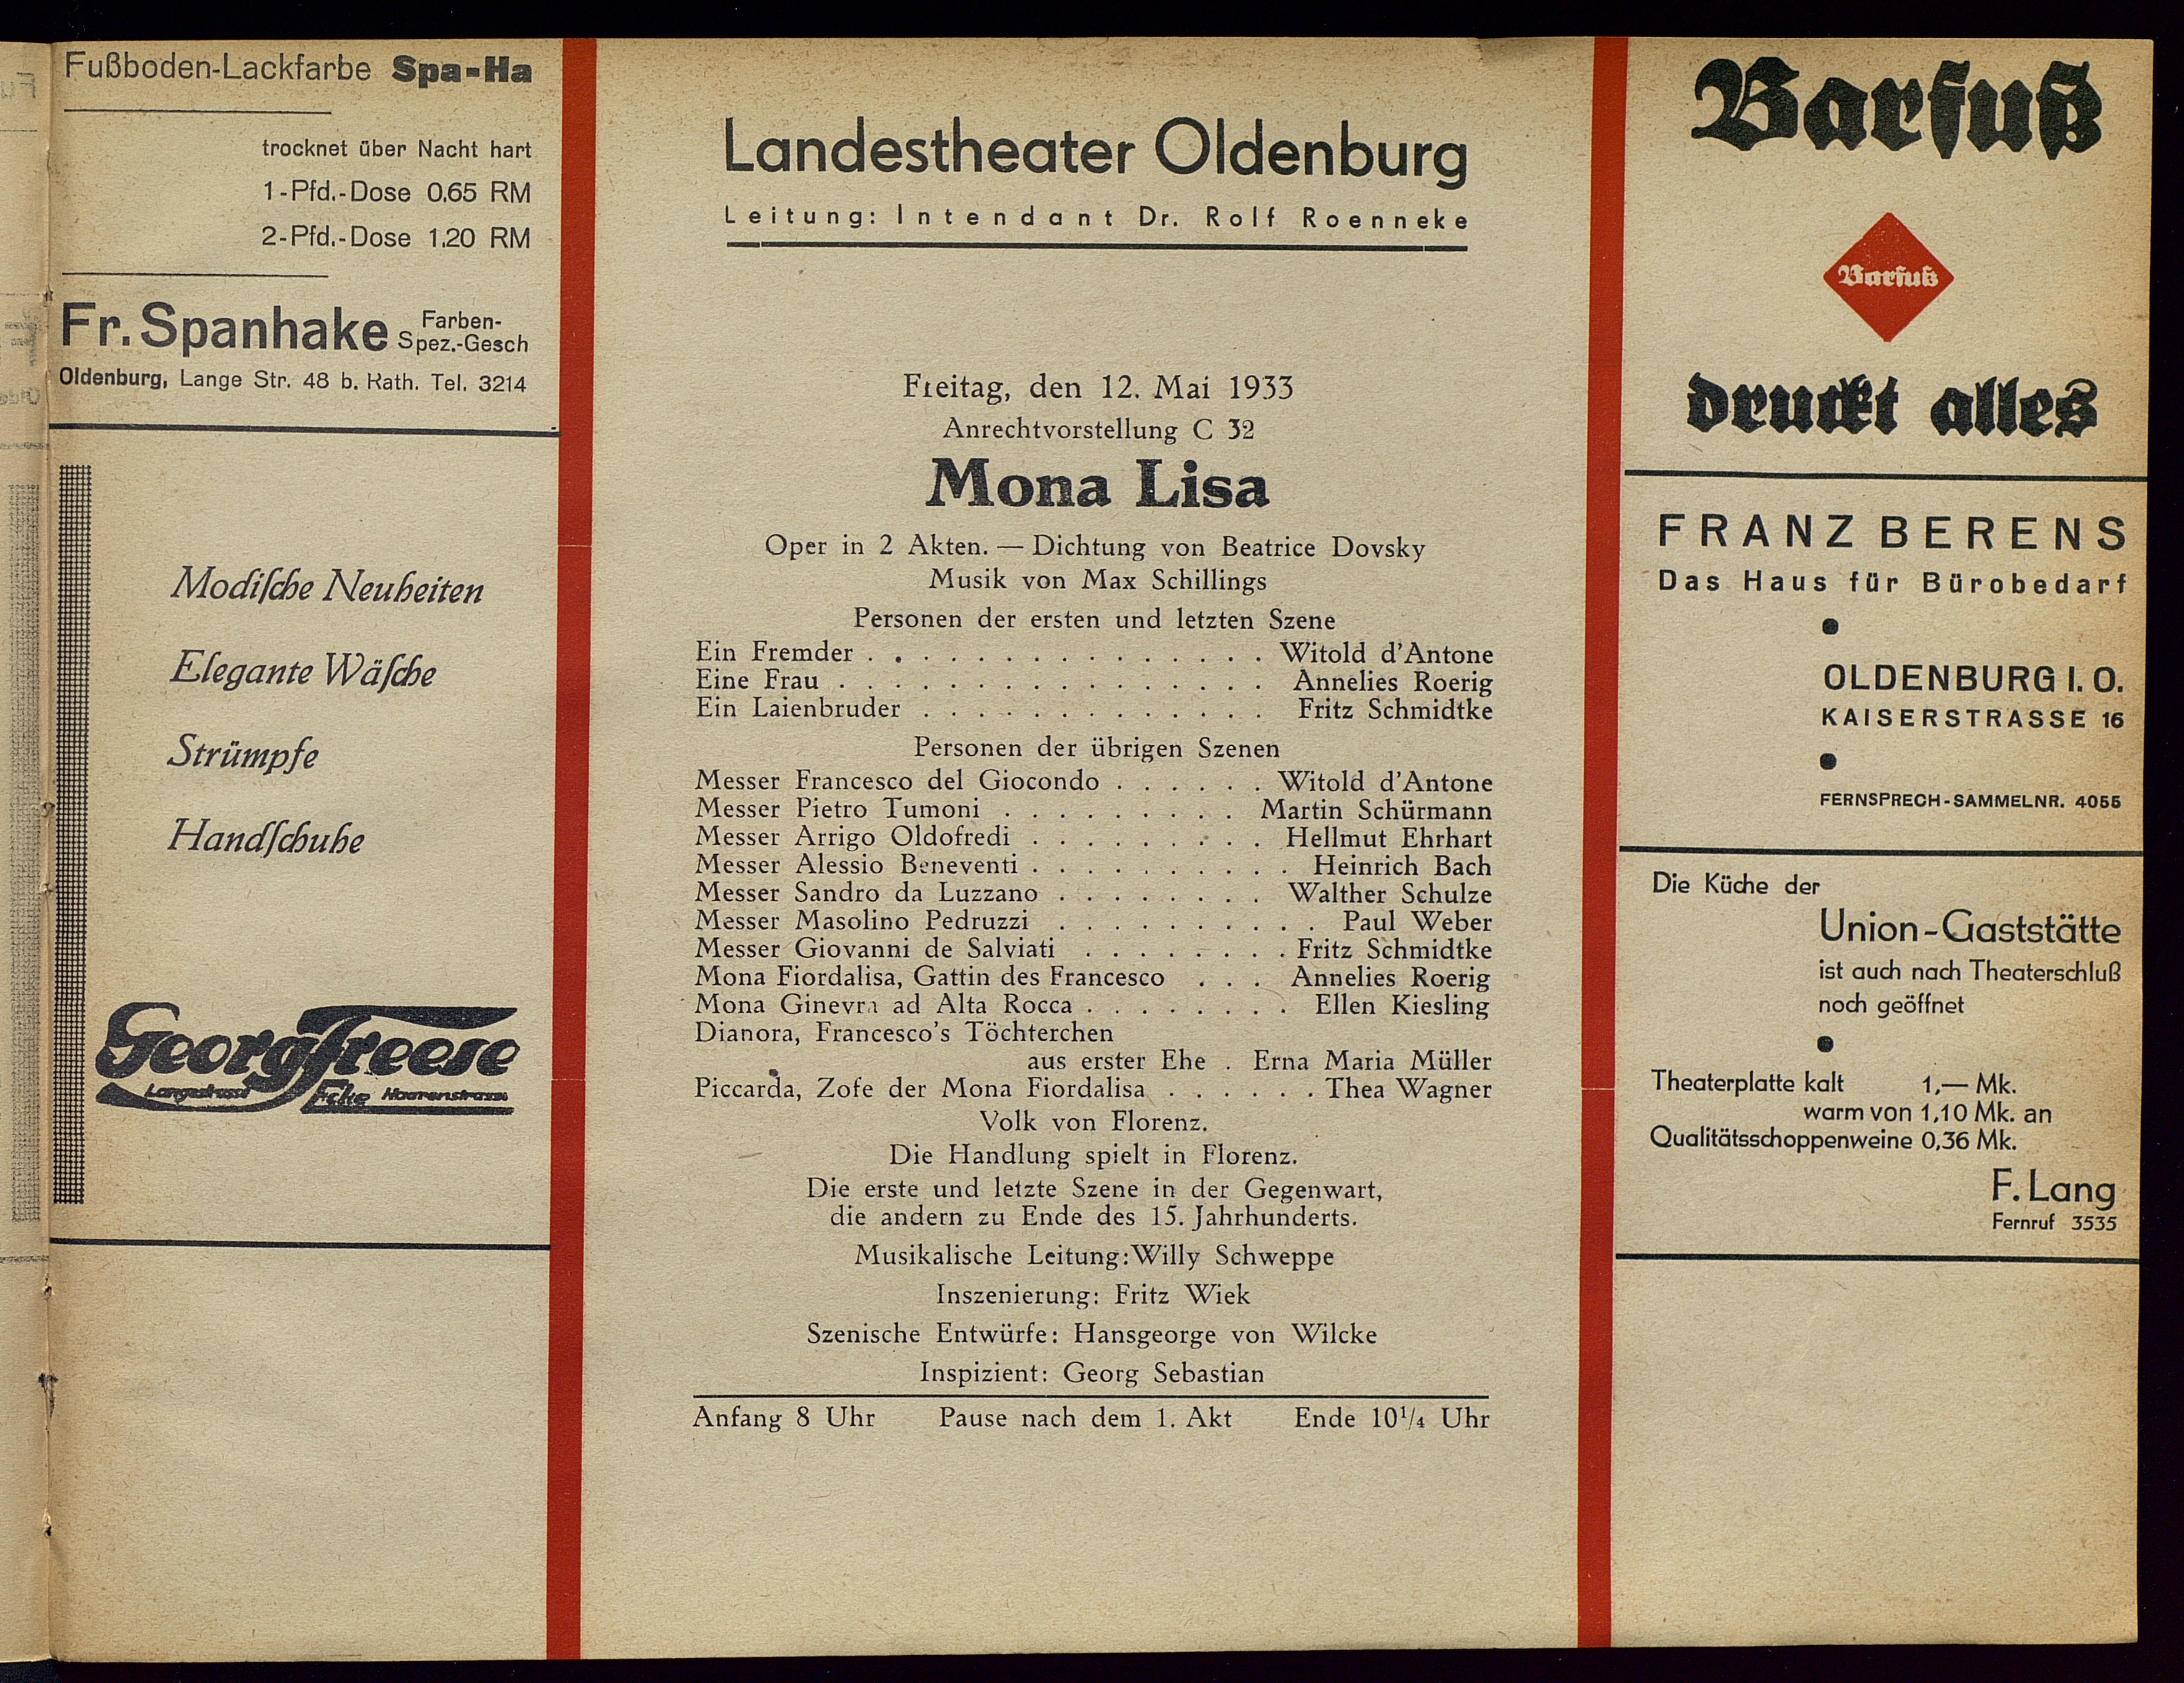 Fußboden-Lackfarbe Spa-Ha
trocknet über Nacht hart
1-Pfd.-Dose 0.65 RM
2-Pfd.-Dose 1.20 RM
Fr. Spanhake Farben-
Spez.-Gesch
Oldenburg, Lange Str. 48 b. Rath. Tel. 3214
Modiſche Neuheiten
Elegante Wäſche
Strümpfe
Handſchuhe
Georg Freese
Langestrasse Ecke Haarenstrasse
Landestheater Oldenburg
Leitung: Intendant Dr. Rolf Roenneke
Freitag, den 12. Mai 1933
Anrechtvorstellung C 32
Mona Lisa
Oper in 2 Akten. — Dichtung von Beatrice Dovsky
Musik von Max Schillings
Personen der ersten und letzten Szene
Ein Fremder . . . . . . . . . . . . . . . Witold d'Antone
Eine Frau . . . . . . . . . . . . . . . . Annelies Roerig
Ein Laienbruder . . . . . . . . . . . . . Fritz Schmidtke
Personen der übrigen Szenen
Messer Francesco del Giocondo . . . . . . Witold d'Antone
Messer Pietro Tumoni . . . . . . . . . Martin Schürmann
Messer Arrigo Oldofredi . . . . . . . . . Hellmut Ehrhart
Messer Alessio Beneventi . . . . . . . . . . Heinrich Bach
Messer Sandro da Luzzano . . . . . . . . Walther Schulze
Messer Masolino Pedruzzi . . . . . . . . . . Paul Weber
Messer Giovanni de Salviati . . . . . . . . Fritz Schmidtke
Mona Fiordalisa, Gattin des Francesco . . . Annelies Roerig
Mona Ginevra ad Alta Rocca . . . . . . . . Ellen Kiesling
Dianora, Francesco's Töchterchen
aus erster Ehe . Erna Maria Müller
Piccarda, Zofe der Mona Fiordalisa . . . . . . Thea Wagner
Volk von Florenz.
Die Handlung spielt in Florenz.
Die erste und letzte Szene in der Gegenwart,
die andern zu Ende des 15. Jahrhunderts.
Musikalische Leitung: Willy Schweppe
Inszenierung: Fritz Wiek
Szenische Entwürfe: Hansgeorge von Wilcke
Inspizient: Georg Sebastian
Anfang 8 Uhr Pause nach dem 1. Akt Ende 10¼ Uhr
Barfuß
Barfuß
druckt alles
FRANZ BERENS
Das Haus für Bürobedarf
OLDENBURG I. O.
KAISERSTRASSE 16
FERNSPRECH-SAMMELNR. 4055
Die Küche der
Union-Gaststätte
ist auch nach Theaterschluß
noch geöffnet
Theaterplatte kalt 1,— Mk.
warm von 1,10 Mk. an
Qualitätsschoppenweine 0,36 Mk.
F. Lang
Fernruf 3535